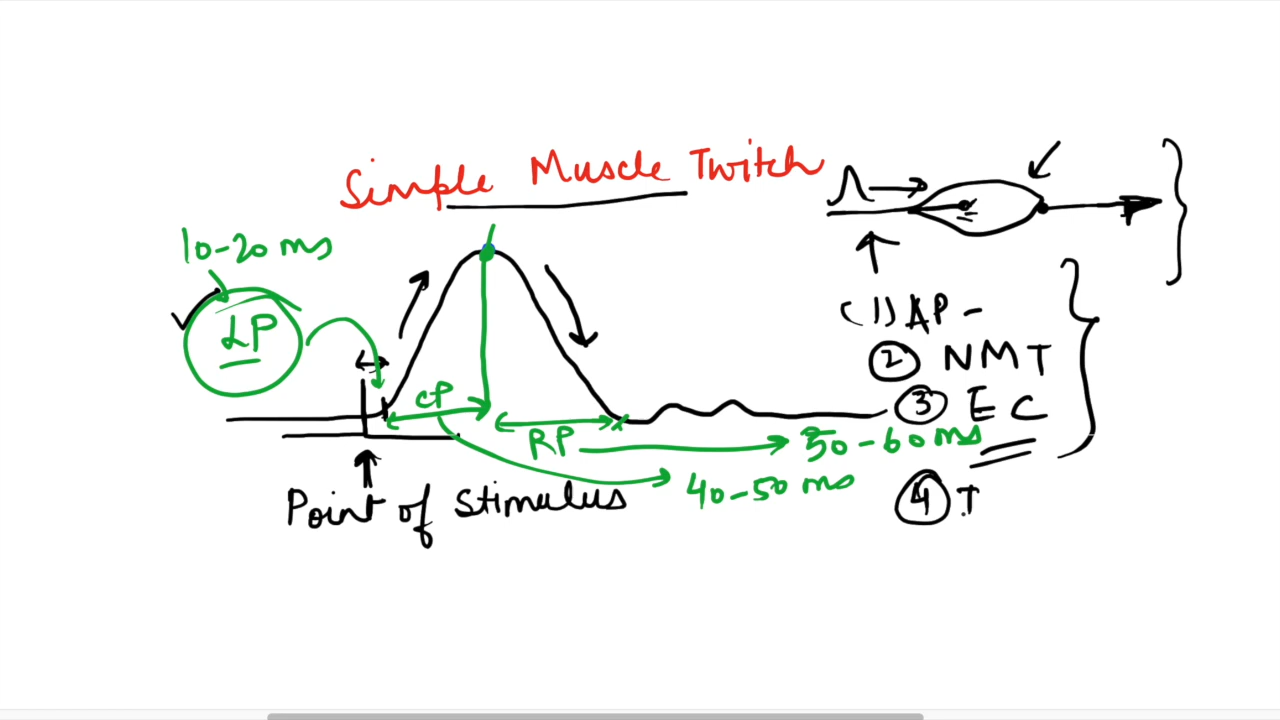 Simple Muscle Twitch
10-20 ms
LP
CP
RP
50-60 ms
40-50 ms
Point of Stimulus
(1) AP -
2 NMT
3 EC
4 T